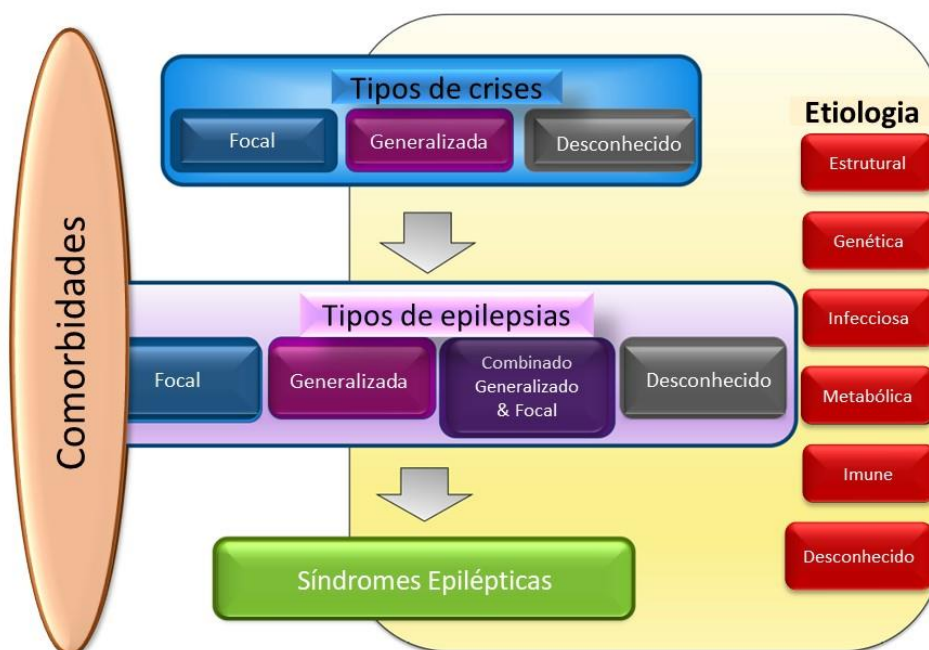 Comorbidades
Tipos de crises
Focal
Generalizada
Desconhecido
Tipos de epilepsias
Focal
Generalizada
Combinado
Generalizado
& Focal
Desconhecido
Síndromes Epilépticas
Etiologia
Estrutural
Genética
Infecciosa
Metabólica
Imune
Desconhecido